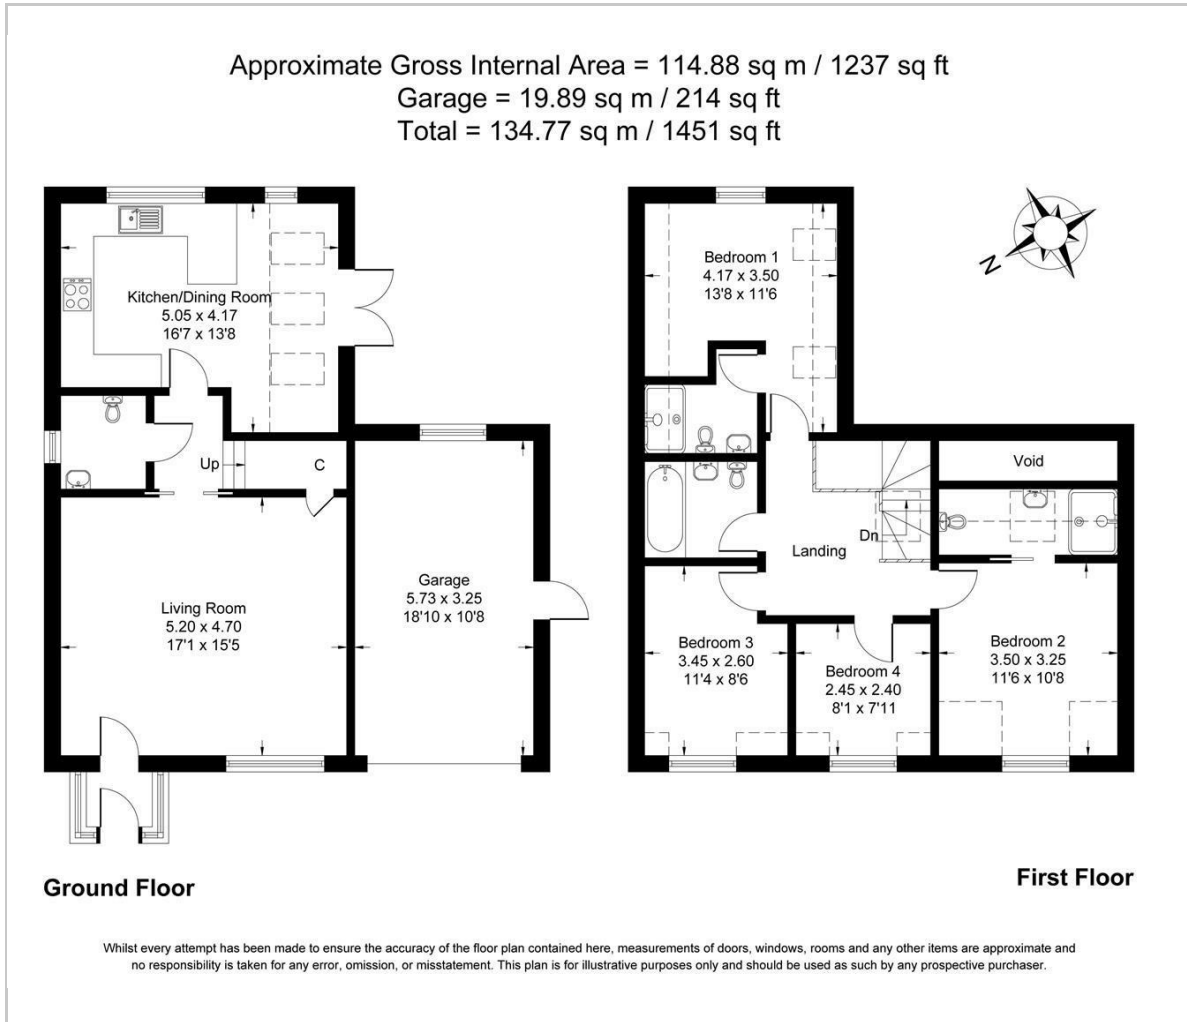 Approximate Gross Internal Area = 114.88 sq m / 1237 sq ft
Garage = 19.89 sq m / 214 sq ft
Total = 134.77 sq m / 1451 sq ft
Kitchen/Dining Room
5.05 x 4.17
16'7 x 13'8
Up
C
Living Room
5.20 x 4.70
17'1 x 15'5
Garage
5.73 x 3.25
18'10 x 10'8
Ground Floor
N
Bedroom 1
4.17 x 3.50
13'8 x 11'6
Void
Dn
Landing
Bedroom 3
3.45 x 2.60
11'4 x 8'6
Bedroom 4
2.45 x 2.40
8'1 x 7'11
Bedroom 2
3.50 x 3.25
11'6 x 10'8
First Floor
Whilst every attempt has been made to ensure the accuracy of the floor plan contained here, measurements of doors, windows, rooms and any other items are approximate and
no responsibility is taken for any error, omission, or misstatement. This plan is for illustrative purposes only and should be used as such by any prospective purchaser.